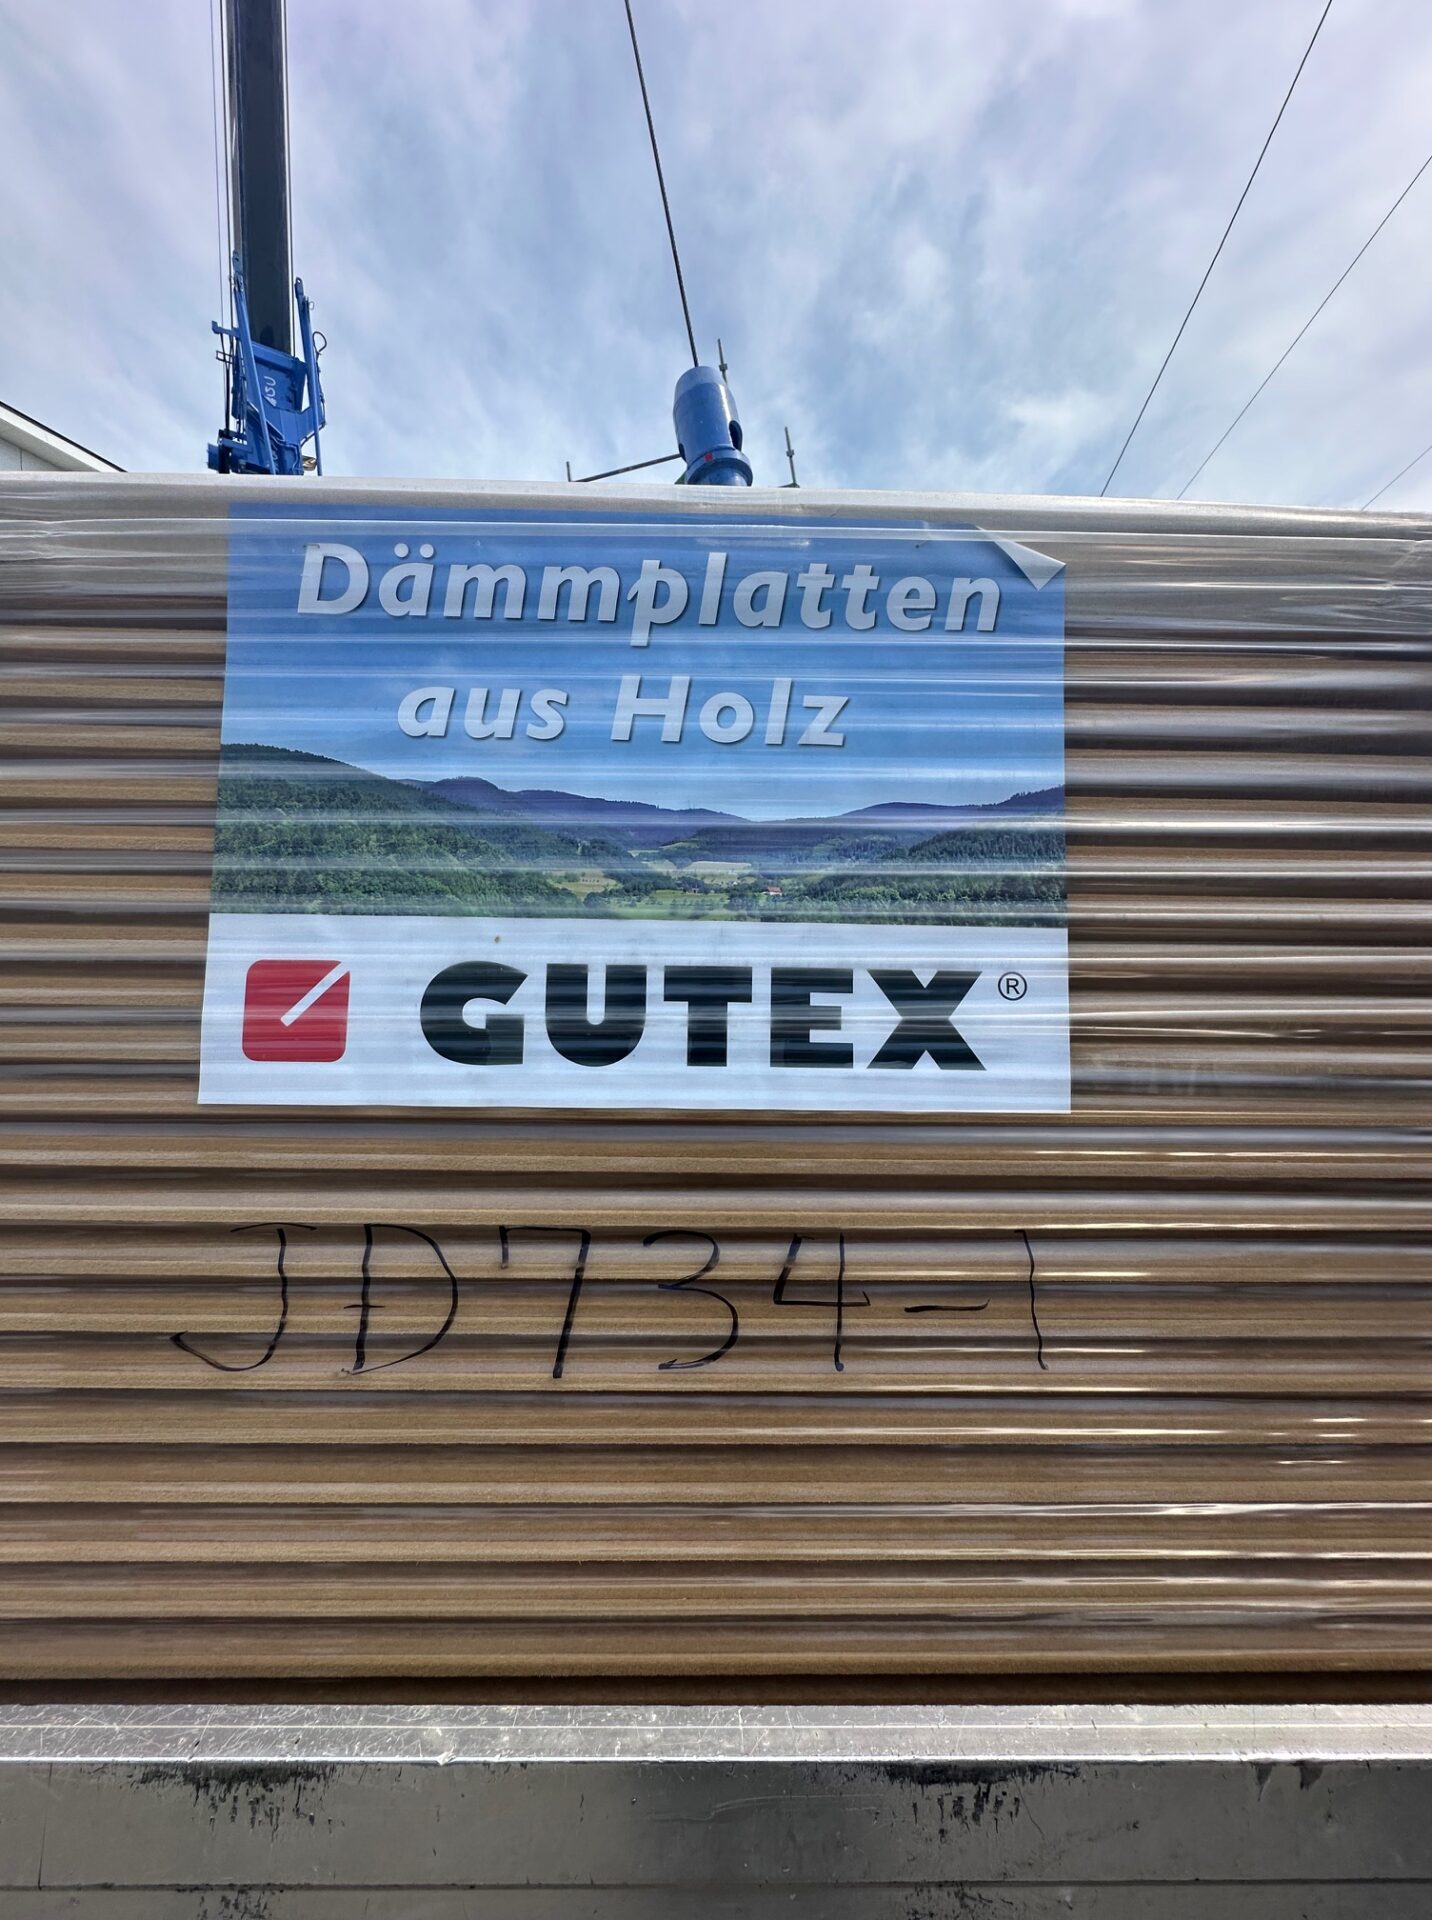 Dämmplatten
aus Holz
GUTEX®
JD734-1